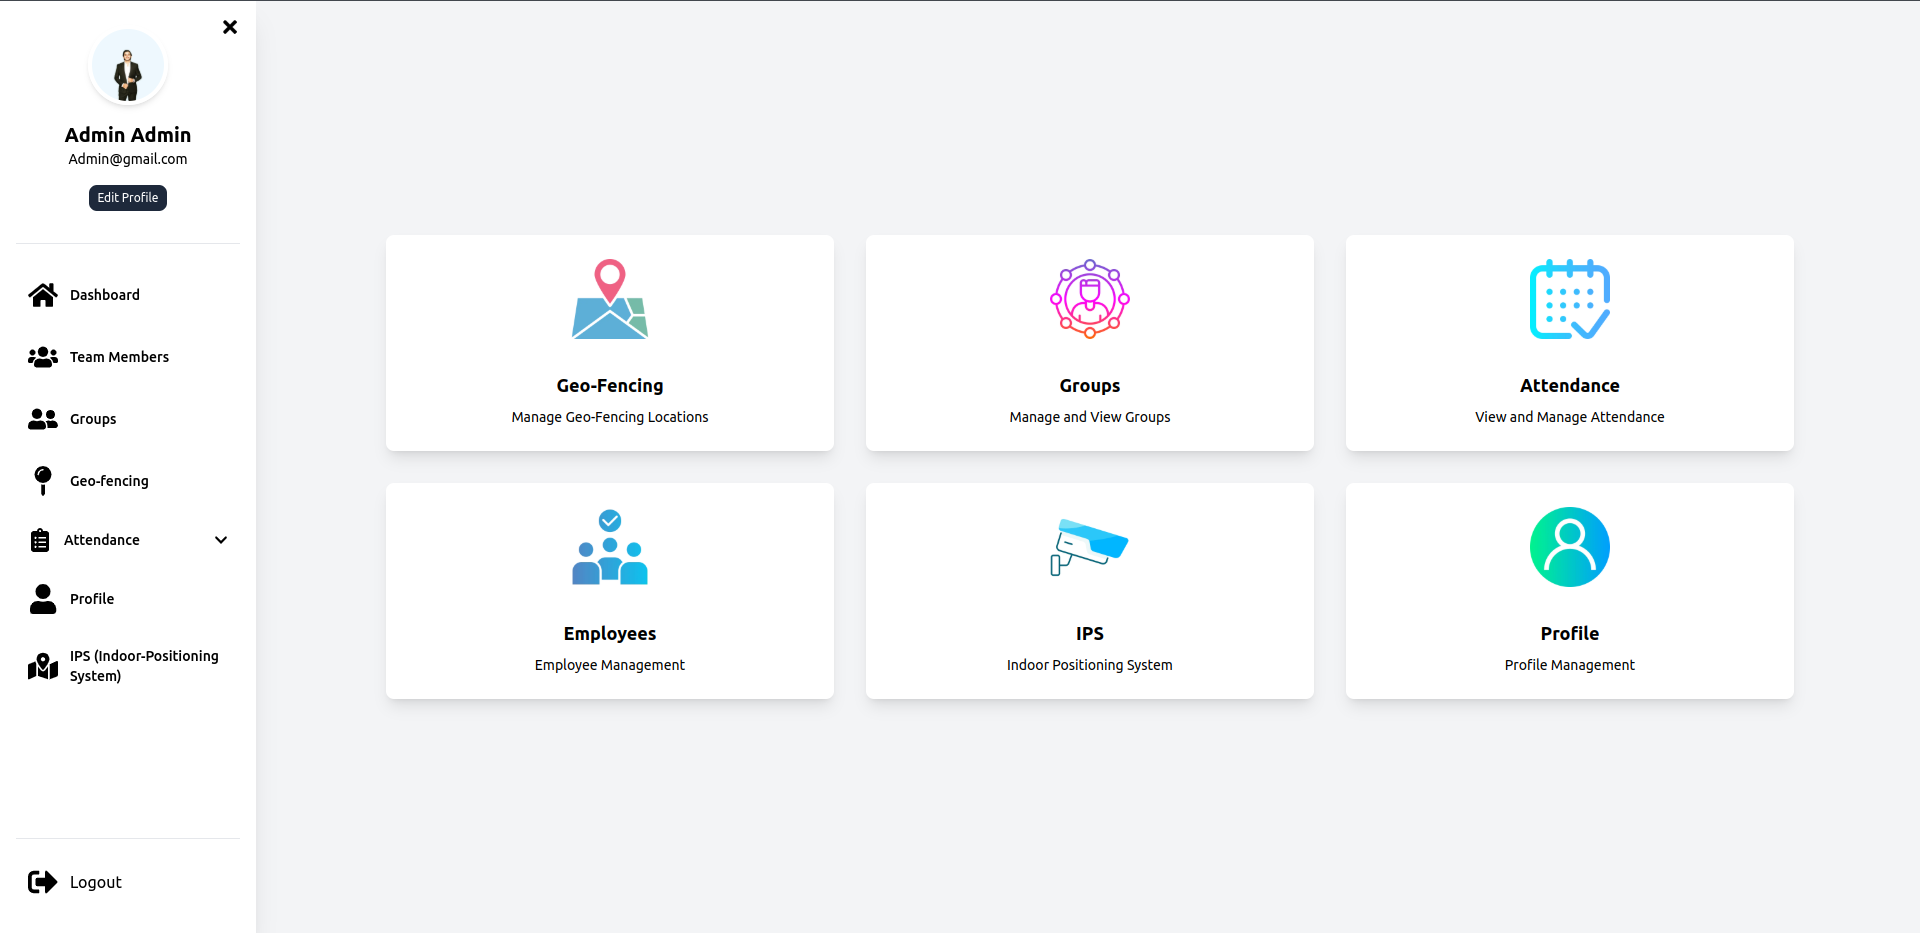 Admin Admin
Admin@gmail.com
Edit Profile
Dashboard
Team Members
Groups
Geo-fencing
Attendance
Profile
IPS (Indoor-Positioning
System)
Logout
Geo-Fencing
Manage Geo-Fencing Locations
Groups
Manage and View Groups
Attendance
View and Manage Attendance
Employees
Employee Management
IPS
Indoor Positioning System
Profile
Profile Management